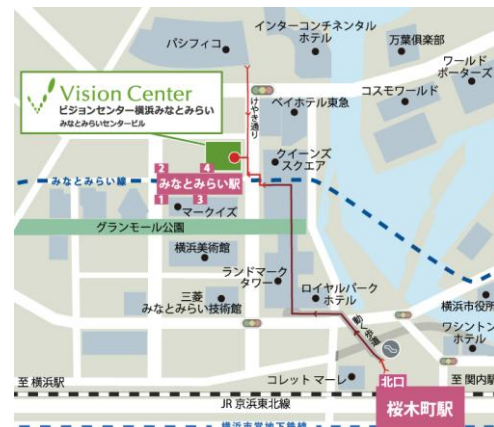 インターコンチネンタル
ホテル
パシフィコ
万葉倶楽部
ワールド
ポーターズ
Vision Center
ビジョンセンター横浜みなとみらい
みなとみらいセンタービル
けやき通り
ベイホテル東急
コスモワールド
クイーンズ
スクエア
2
4
みなとみらい線
みなとみらい駅
1
3
マークイズ
グランモール公園
横浜美術館
ランドマーク
タワー
三菱
みなとみらい技術館
ロイヤルパーク
ホテル
動く歩道
横浜市役所
ワシントン
ホテル
至 横浜駅
コレットマーレ
北口
至 関内駅
JR 京浜東北線
桜木町駅
横浜市営地下鉄線